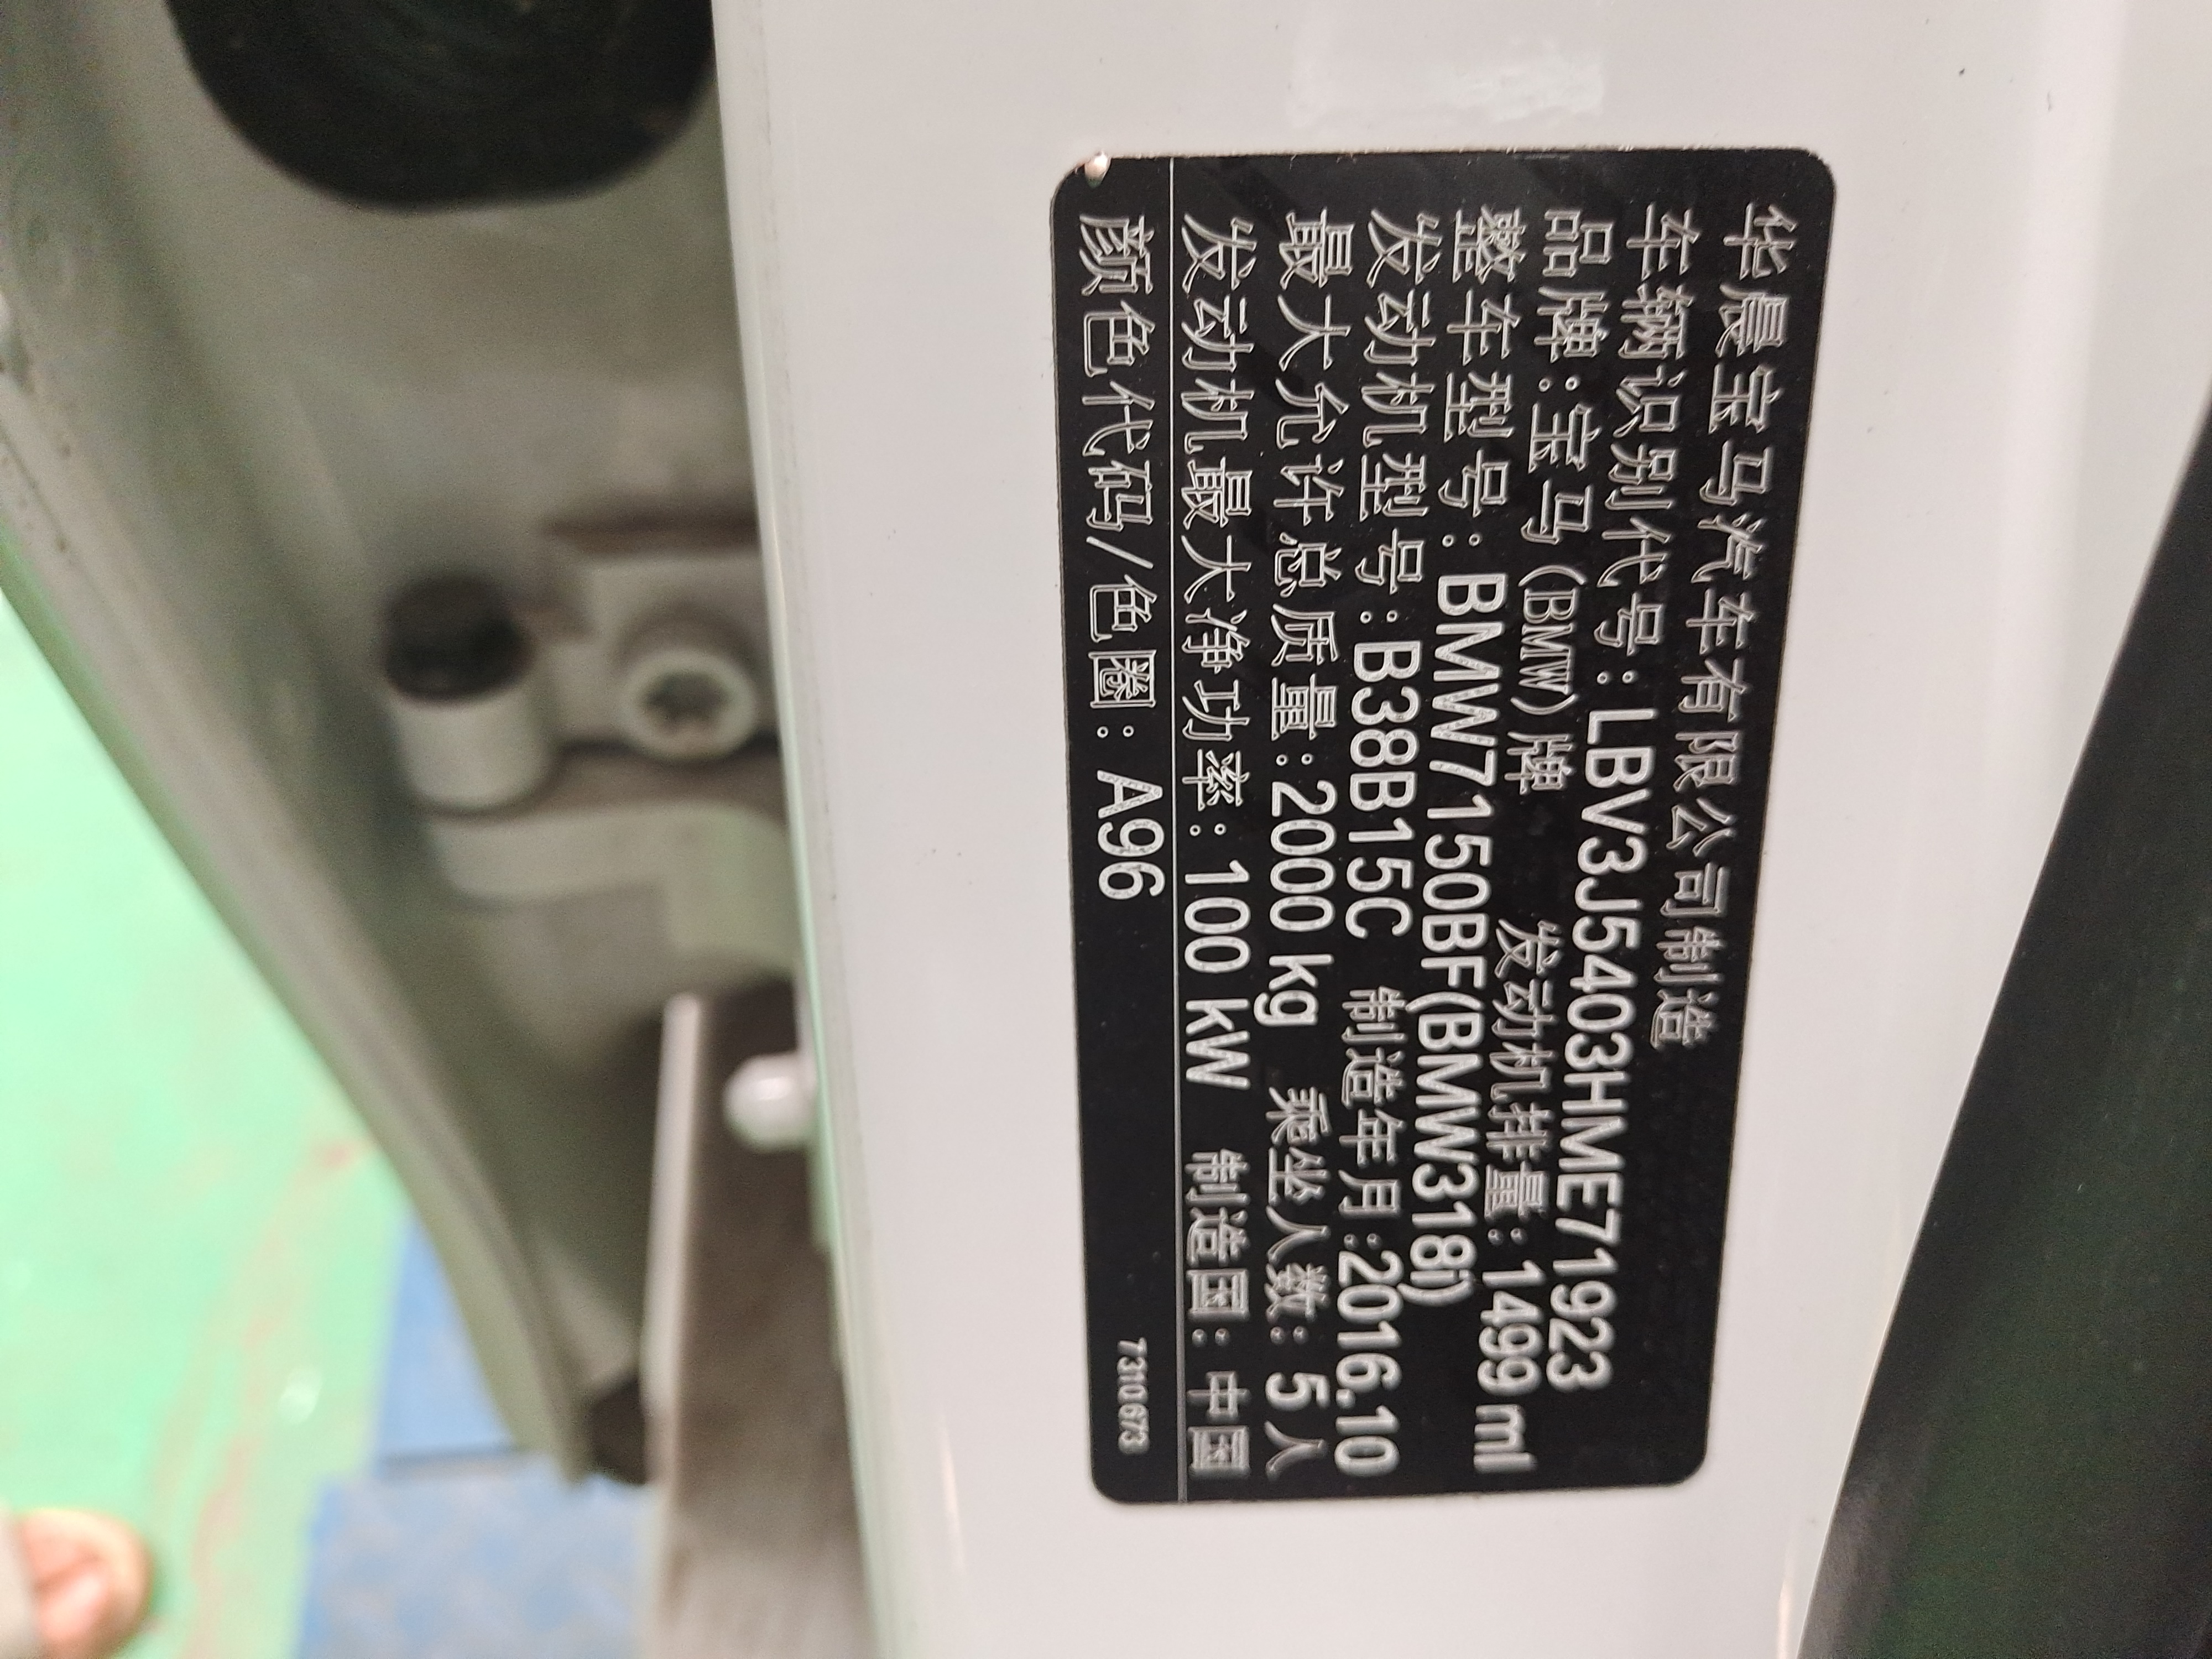 华晨宝马汽车有限公司制造
车辆识别代号：LBV3J5403HME71923
品牌：宝马（BMW）牌 发动机排量：1499 ml
整车型号：BMW7150BF(BMW318i)
发动机型号：B38B15C 制造年月：2016.10
最大允许总质量：2000 kg 乘坐人数：5 人
发动机最大净功率：100 kW 制造国：中国
颜色代码/色圈：A96
7310673